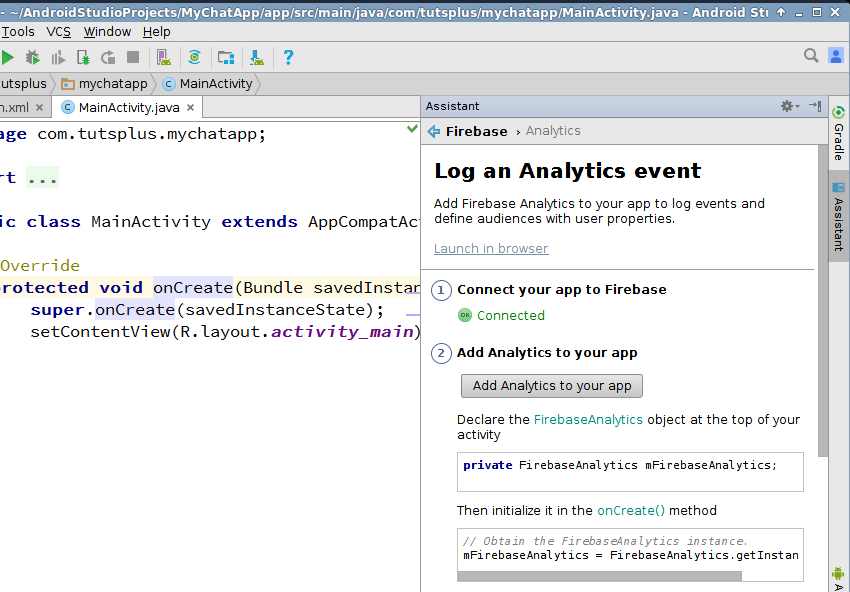 - ~/AndroidStudioProjects/MyChatApp/app/src/main/java/com/tutsplus/mychatapp/MainActivity.java - Android Stu
Tools VCS Window Help
utsplus mychatapp C MainActivity
n.xml C MainActivity.java
age com.tutsplus.mychatapp;
rt ...
ic class MainActivity extends AppCompatAc
Override
rotected void onCreate(Bundle savedInstan
super.onCreate(savedInstanceState);
setContentView(R.layout.activity_main)
Assistant
Firebase › Analytics
Log an Analytics event
Add Firebase Analytics to your app to log events and
define audiences with user properties.
Launch in browser
1 Connect your app to Firebase
OK Connected
2 Add Analytics to your app
Add Analytics to your app
Declare the FirebaseAnalytics object at the top of your
activity
private FirebaseAnalytics mFirebaseAnalytics;
Then initialize it in the onCreate() method
// Obtain the FirebaseAnalytics instance.
mFirebaseAnalytics = FirebaseAnalytics.getInstan
Gradle
Assistant
A